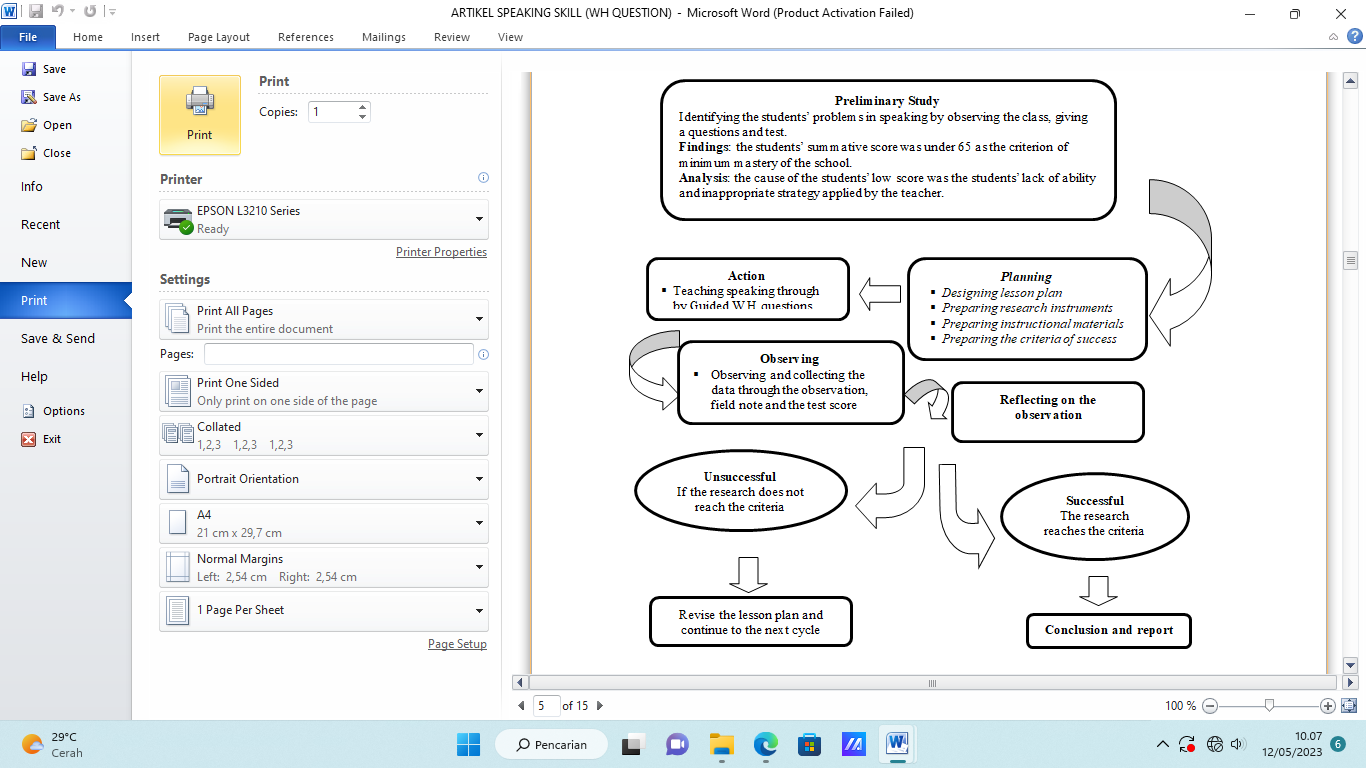 ARTIKEL SPEAKING SKILL (WH QUESTION) - Microsoft Word (Product Activation Failed)
File Home Insert Page Layout References Mailings Review View
Save
Save As
Open
Close
Info
Recent
New
Print
Save & Send
Help
Options
Exit
Print
Print
Copies: 1
Printer
EPSON L3210 Series
Ready
Printer Properties
Settings
Print All Pages
Print the entire document
Pages:
Print One Sided
Only print on one side of the page
Collated
1,2,3 1,2,3 1,2,3
Portrait Orientation
A4
21 cm x 29,7 cm
Normal Margins
Left: 2,54 cm Right: 2,54 cm
1 Page Per Sheet
Page Setup
Preliminary Study
Identifying the students' problems in speaking by observing the class, giving
a questions and test.
Findings: the students' summative score was under 65 as the criterion of
minimum mastery of the school.
Analysis: the cause of the students' low score was the students' lack of ability
and inappropriate strategy applied by the teacher.
Planning
▪ Designing lesson plan
▪ Preparing research instruments
▪ Preparing instructional materials
▪ Preparing the criteria of success
Action
▪ Teaching speaking through
by Guided WH questions
Observing
▪ Observing and collecting the
data through the observation,
field note and the test score
Reflecting on the
observation
Unsuccessful
If the research does not
reach the criteria
Successful
The research
reaches the criteria
Revise the lesson plan and
continue to the next cycle
Conclusion and report
5 of 15
100 %
29°C
Cerah
Pencarian
10.07
12/05/2023
6